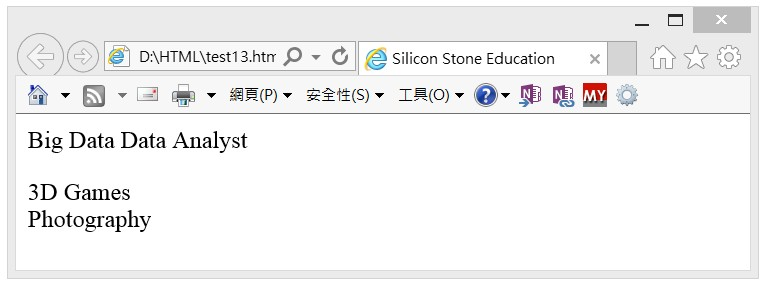 D:\HTML\test13.htm
Silicon Stone Education
網頁(P) 安全性(S) 工具(O) ? N N MY
Big Data Data Analyst
3D Games
Photography